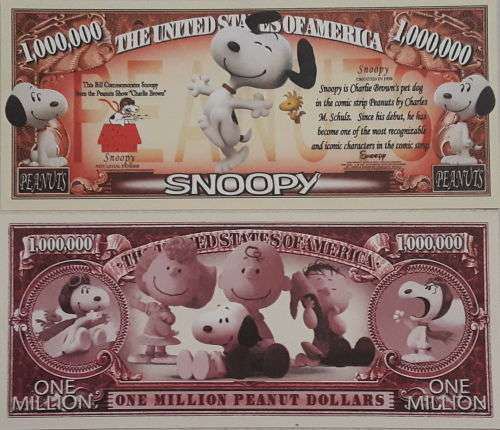 1,000,000
THE UNITED STATES OF AMERICA
1,000,000
This Bill Commemorates Snoopy
from the Peanuts Show "Charlie Brown"
Snoopy
Snoopy
Snoopy is Charlie Brown's pet dog
in the comic strip Peanuts by Charles
M. Schulz. Since his debut, he has
become one of the most recognizable
and iconic characters in the comic strip
Snoopy
PEANUTS
SNOOPY
PEANUTS
1,000,000
THE UNITED STATES OF AMERICA
1,000,000
ONE
MILLION
ONE MILLION PEANUT DOLLARS
ONE
MILLION